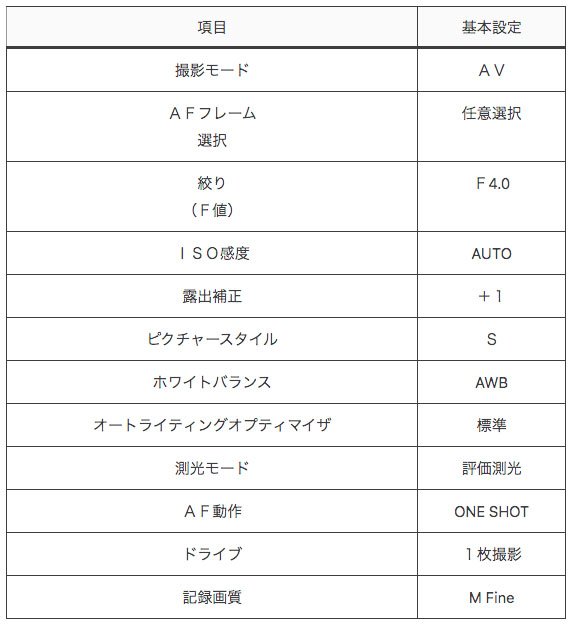 項目 基本設定
撮影モード ＡＶ
ＡＦフレーム 任意選択
選択
絞り Ｆ4.0
（Ｆ値）
ＩＳＯ感度 AUTO
露出補正 ＋１
ピクチャースタイル S
ホワイトバランス AWB
オートライティングオプティマイザ 標準
測光モード 評価測光
ＡＦ動作 ONE SHOT
ドライブ １枚撮影
記録画質 M Fine